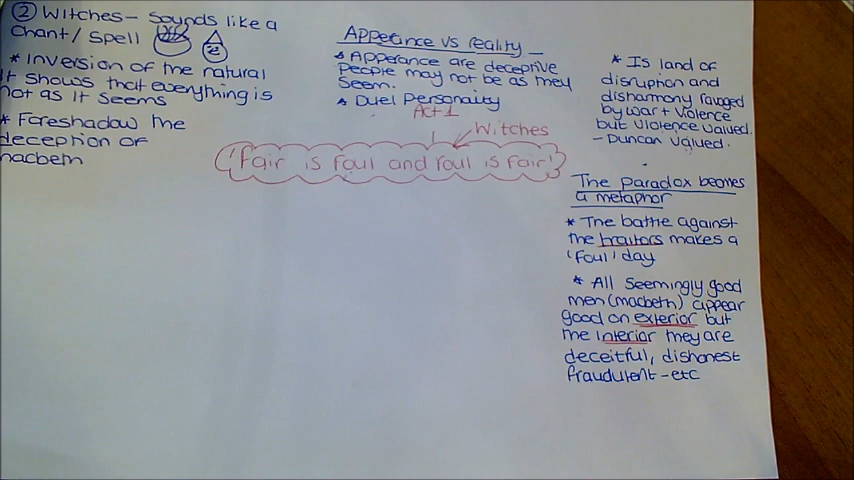 ② Witches- Sounds like a
Chant/Spell
* Inversion of the natural
It shows that everything is
not as it seems
* Foreshadow the
deception of
macbeth
Apperance vs reality -
* Apperance are deceptive
people may not be as they
seem.
* Duel Personaity
Act 1
Witches
'Fair is Foul and Foul is Fair'
* Is land of
disruption and
disharmony ravaged
by war + violence
but violence valued.
- Duncan valued.
The paradox becomes
a metaphor
* The battle against
the traitors makes a
'foul' day
* All seemingly good
men (macbeth) appear
good on exterior but
the interior they are
deceitful, dishonest
fraudulent - etc